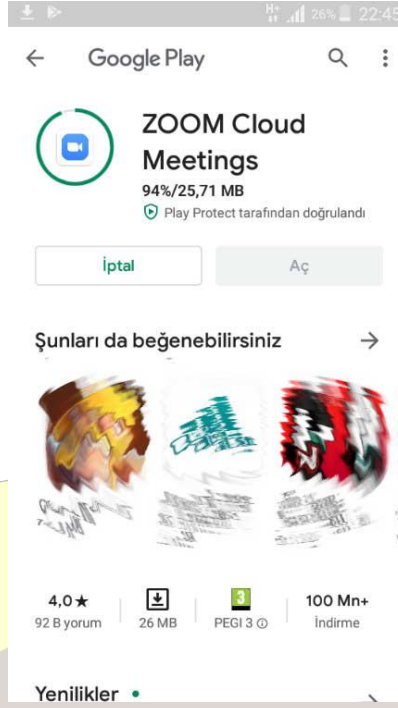 H+ 26% 22:45
Google Play
ZOOM Cloud
Meetings
94%/25,71 MB
Play Protect tarafından doğrulandı
İptal
Aç
Şunları da beğenebilirsiniz
4,0★
26 MB
3
PEGI 3
100 Mn+
92 B yorum
İndirme
Yenilikler